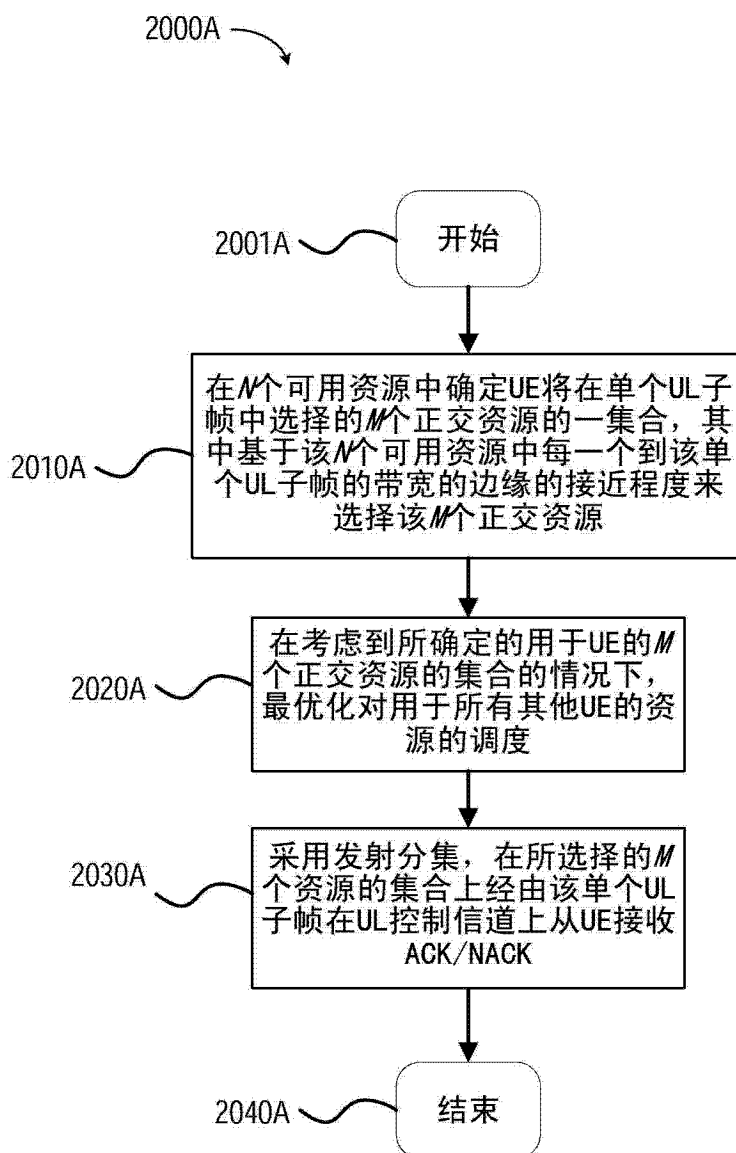 2000A
2001A
开始
2010A
在N个可用资源中确定UE将在单个UL子
帧中选择的M个正交资源的一集合，其
中基于该N个可用资源中每一个到该单
个UL子帧的带宽的边缘的接近程度来
选择该M个正交资源
2020A
在考虑到所确定的用于UE的M
个正交资源的集合的情况下，
最优化对用于所有其他UE的资
源的调度
2030A
采用发射分集，在所选择的M
个资源的集合上经由该单个UL
子帧在UL控制信道上从UE接收
ACK/NACK
2040A
结束